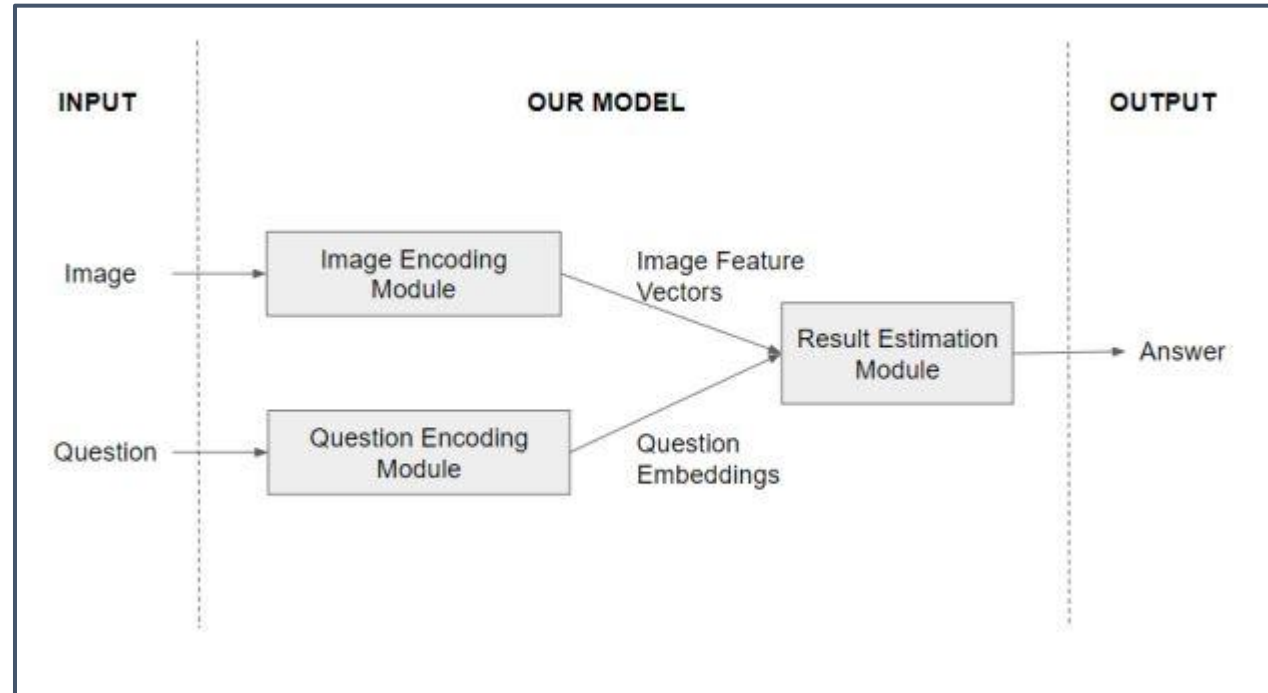 INPUT
OUR MODEL
OUTPUT
Image
Image Encoding
Module
Image Feature
Vectors
Result Estimation
Module
Answer
Question
Question Encoding
Module
Question
Embeddings